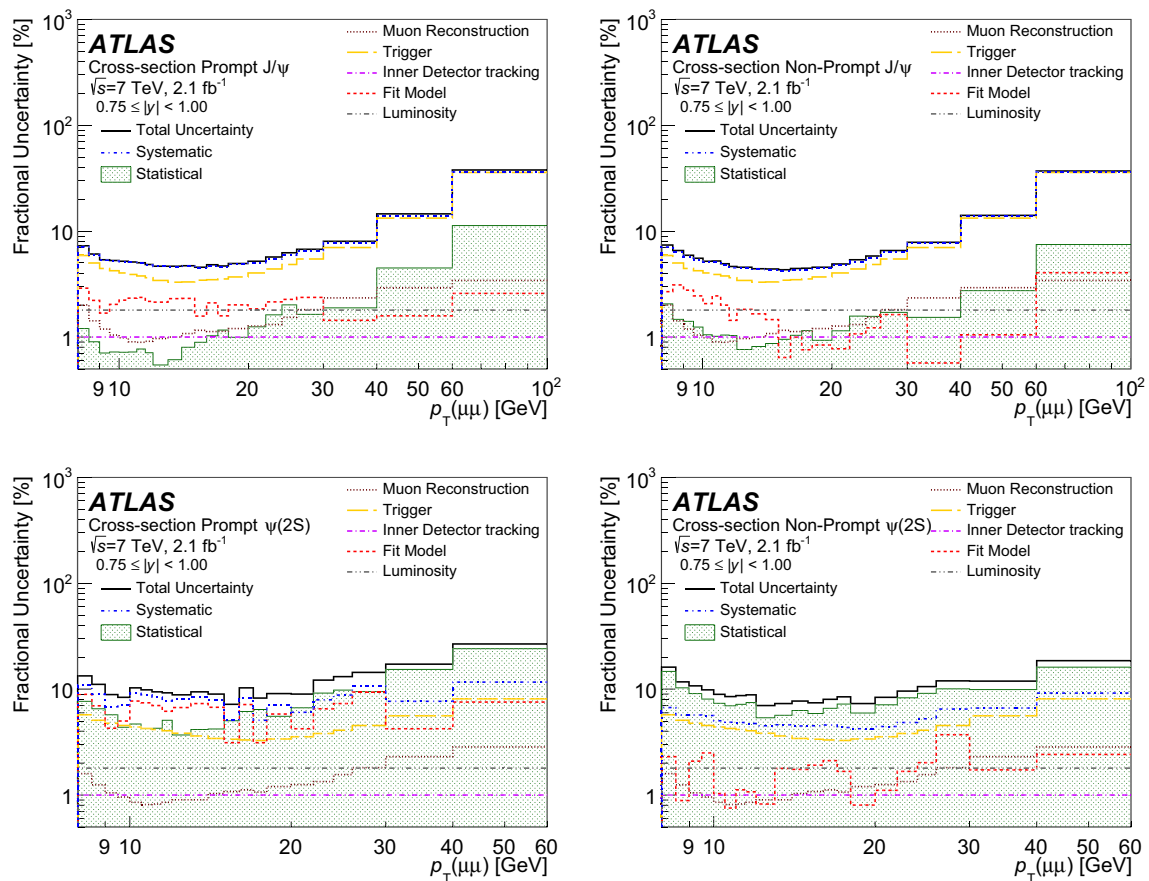 Fractional Uncertainty [%]
10³
10²
10
1
ATLAS
Cross-section Prompt J/ψ
√s=7 TeV, 2.1 fb⁻¹
0.75 ≤ |y| < 1.00
Total Uncertainty
Systematic
Statistical
Muon Reconstruction
Trigger
Inner Detector tracking
Fit Model
Luminosity
9 10 20 30 40 50 60 10²
p_T(μμ) [GeV]
Fractional Uncertainty [%]
10³
10²
10
1
ATLAS
Cross-section Non-Prompt J/ψ
√s=7 TeV, 2.1 fb⁻¹
0.75 ≤ |y| < 1.00
Total Uncertainty
Systematic
Statistical
Muon Reconstruction
Trigger
Inner Detector tracking
Fit Model
Luminosity
9 10 20 30 40 50 60 10²
p_T(μμ) [GeV]
Fractional Uncertainty [%]
10³
10²
10
1
ATLAS
Cross-section Prompt ψ(2S)
√s=7 TeV, 2.1 fb⁻¹
0.75 ≤ |y| < 1.00
Total Uncertainty
Systematic
Statistical
Muon Reconstruction
Trigger
Inner Detector tracking
Fit Model
Luminosity
9 10 20 30 40 50 60
p_T(μμ) [GeV]
Fractional Uncertainty [%]
10³
10²
10
1
ATLAS
Cross-section Non-Prompt ψ(2S)
√s=7 TeV, 2.1 fb⁻¹
0.75 ≤ |y| < 1.00
Total Uncertainty
Systematic
Statistical
Muon Reconstruction
Trigger
Inner Detector tracking
Fit Model
Luminosity
9 10 20 30 40 50 60
p_T(μμ) [GeV]